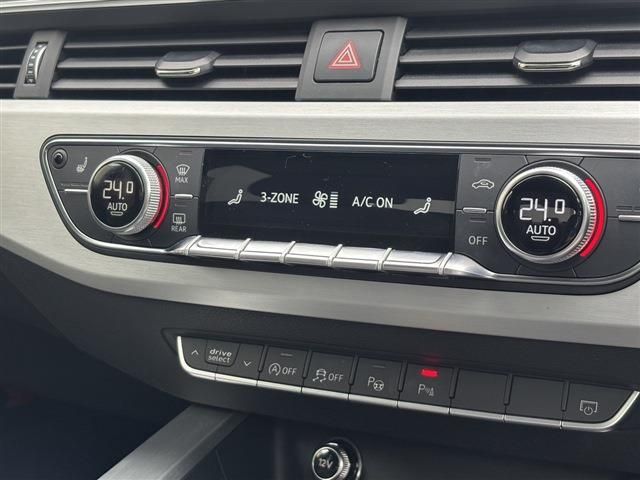 24.0
AUTO
MAX
REAR
3-ZONE
A/C ON
OFF
24.0
AUTO
drive
select
A OFF
OFF
P
P
12V